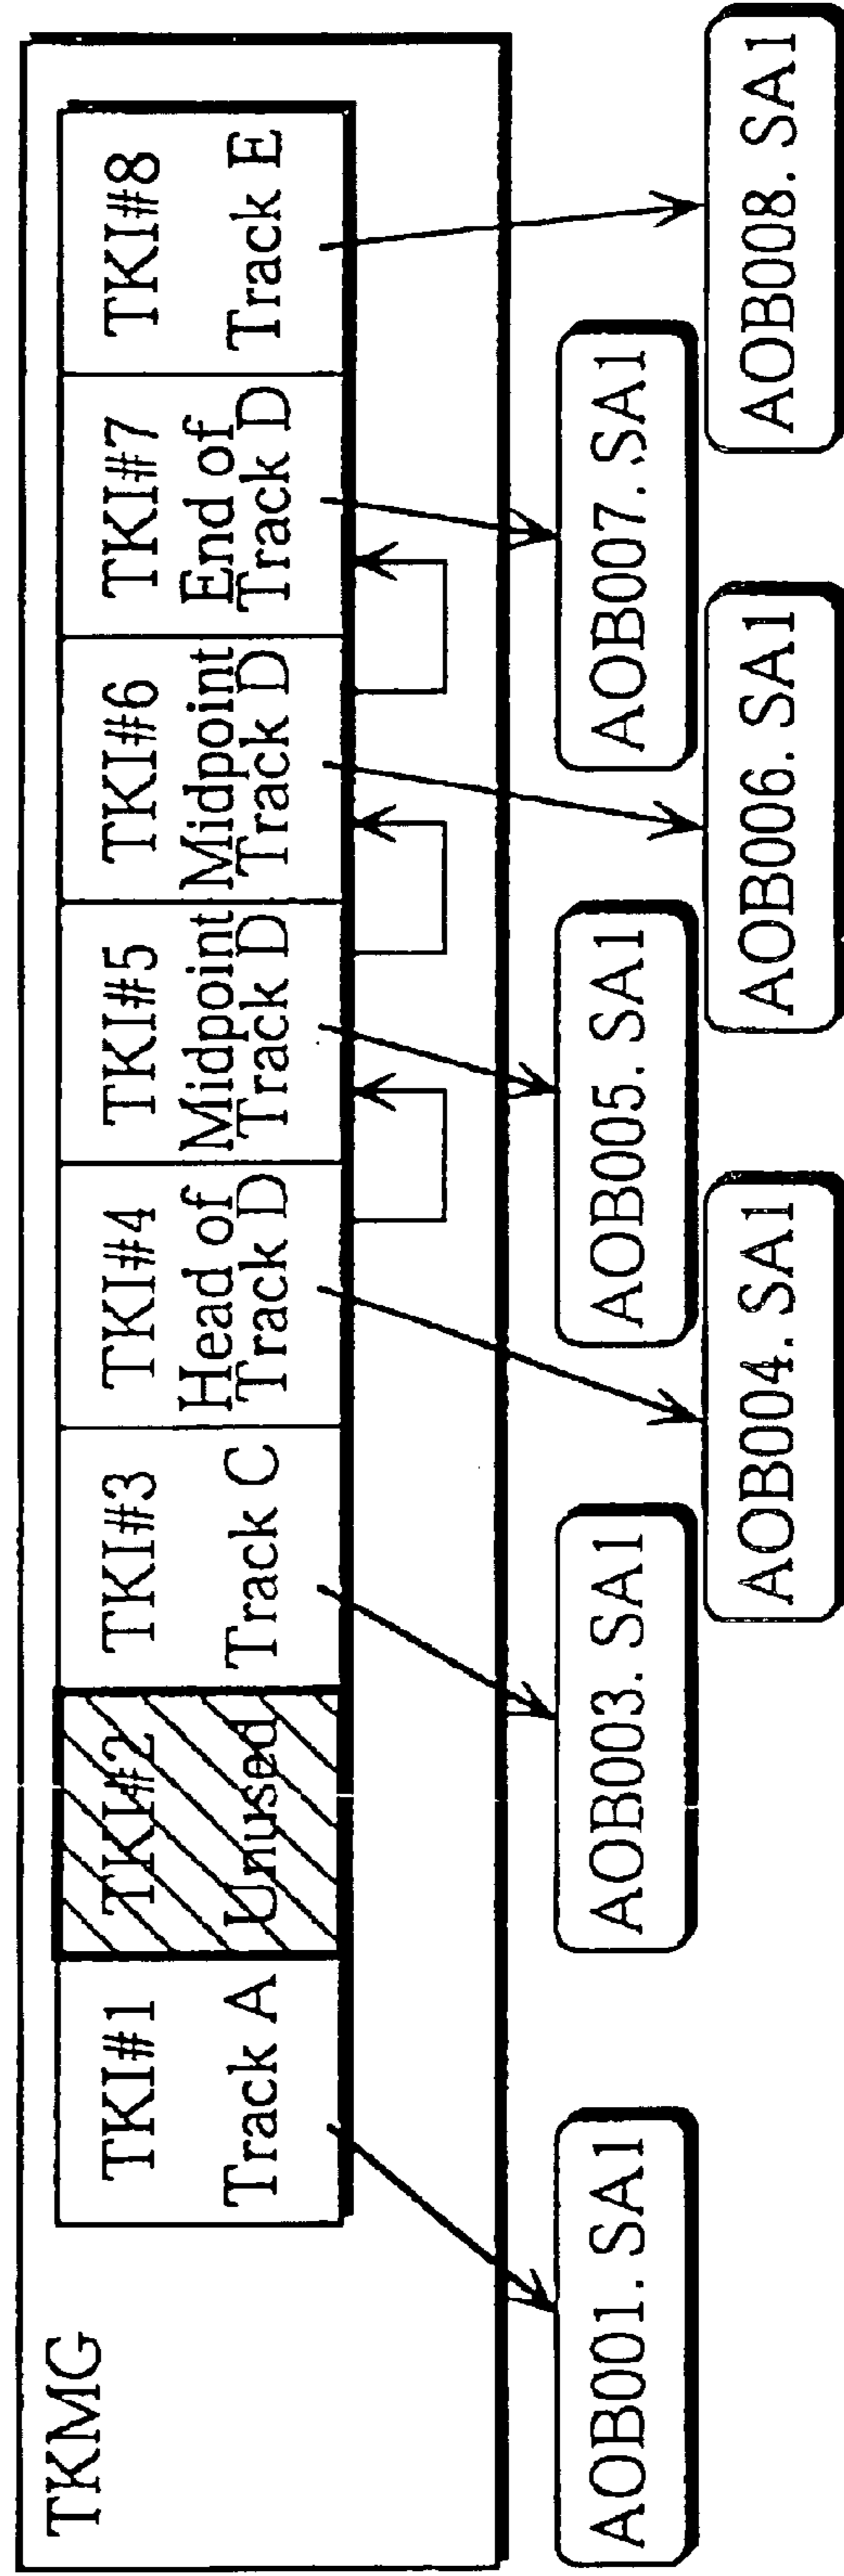 TKMG
TKI#1
Track A
TKI#2
Unused
TKI#3
Track C
TKI#4
Head of
Track D
TKI#5
Midpoint
Track D
TKI#6
Midpoint
Track D
TKI#7
End of
Track D
TKI#8
Track E
AOB001. SA1
AOB003. SA1
AOB004. SA1
AOB005. SA1
AOB006. SA1
AOB007. SA1
AOB008. SA1